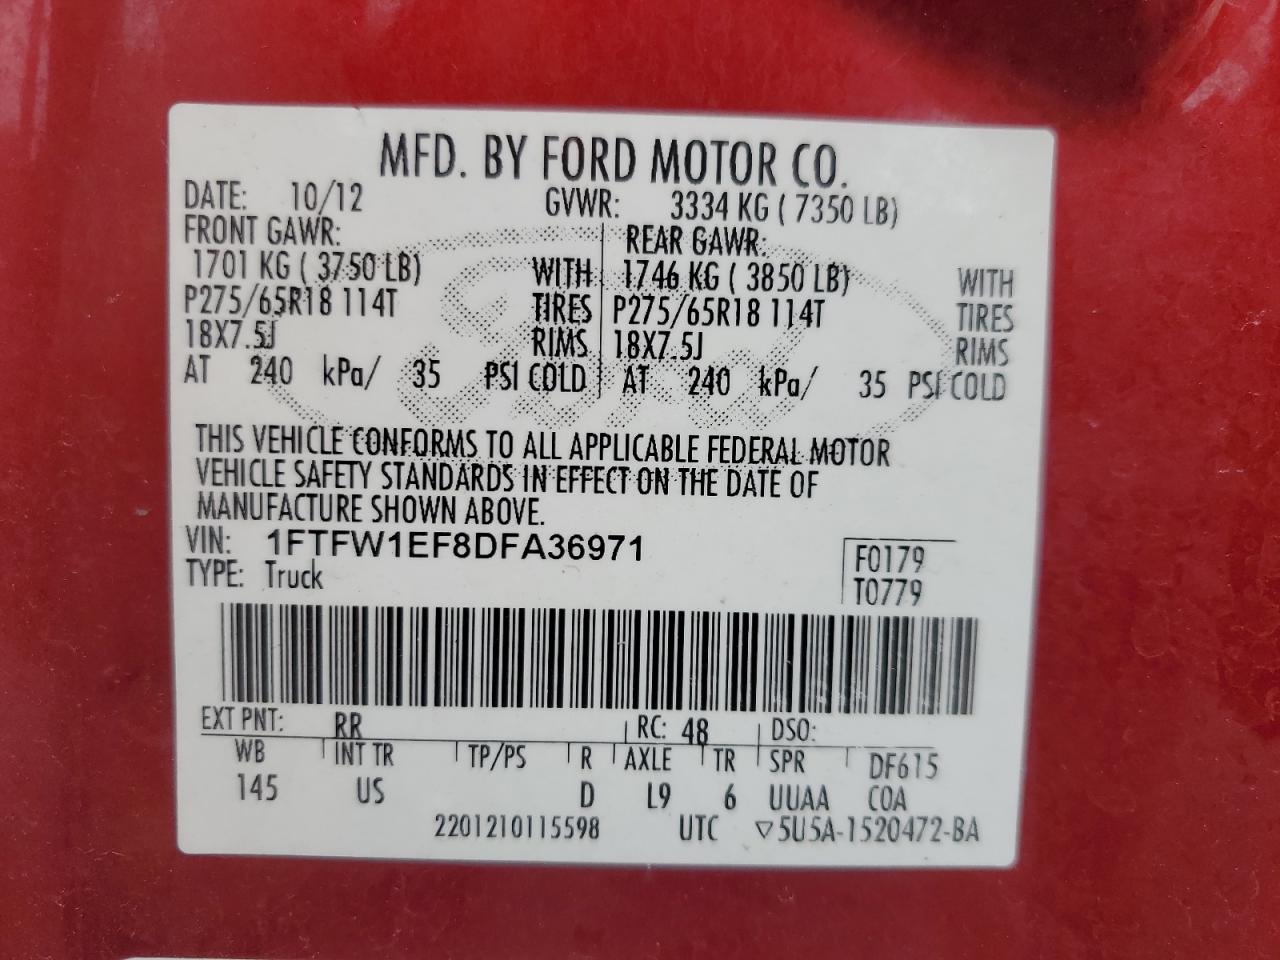 MFD. BY FORD MOTOR CO.
DATE: 10/12 GVWR: 3334 KG ( 7350 LB)
FRONT GAWR: REAR GAWR:
1701 KG ( 3750 LB) WITH 1746 KG ( 3850 LB) WITH
P275/65R18 114T TIRES P275/65R18 114T TIRES
18X7.5J RIMS 18X7.5J RIMS
AT 240 kPa/ 35 PSI COLD AT 240 kPa/ 35 PSI COLD
THIS VEHICLE CONFORMS TO ALL APPLICABLE FEDERAL MOTOR
VEHICLE SAFETY STANDARDS IN EFFECT ON THE DATE OF
MANUFACTURE SHOWN ABOVE.
VIN: 1FTFW1EF8DFA36971 F0179
TYPE: Truck T0779
EXT PNT: RR RC: 48 DSO:
WB INT TR TP/PS R AXLE TR SPR DF615
145 US D L9 6 UUAA COA
2201210115598 UTC ▽5U5A-1520472-BA